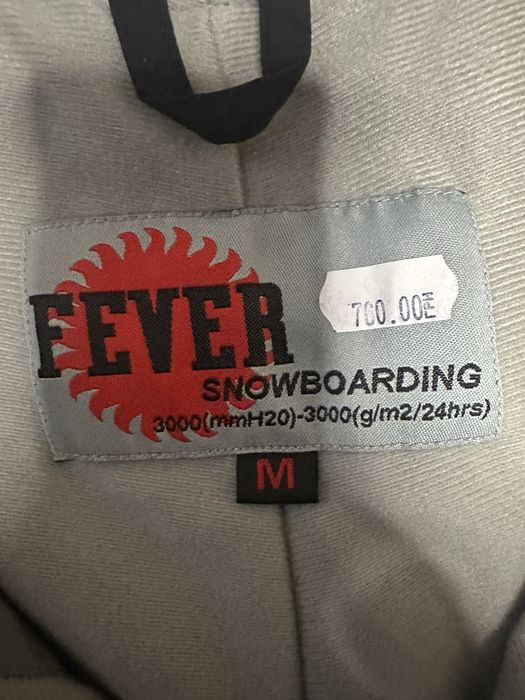 FEVER
700.00
SNOWBOARDING
3000(mmH20)-3000(g/m2/24hrs)
M